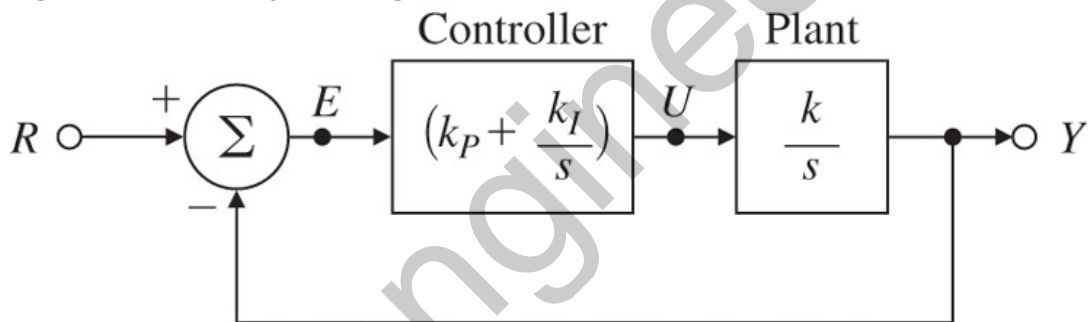 Controller
Plant
R
+
Σ
−
E
(k_P + k_I/s)
U
k/s
Y